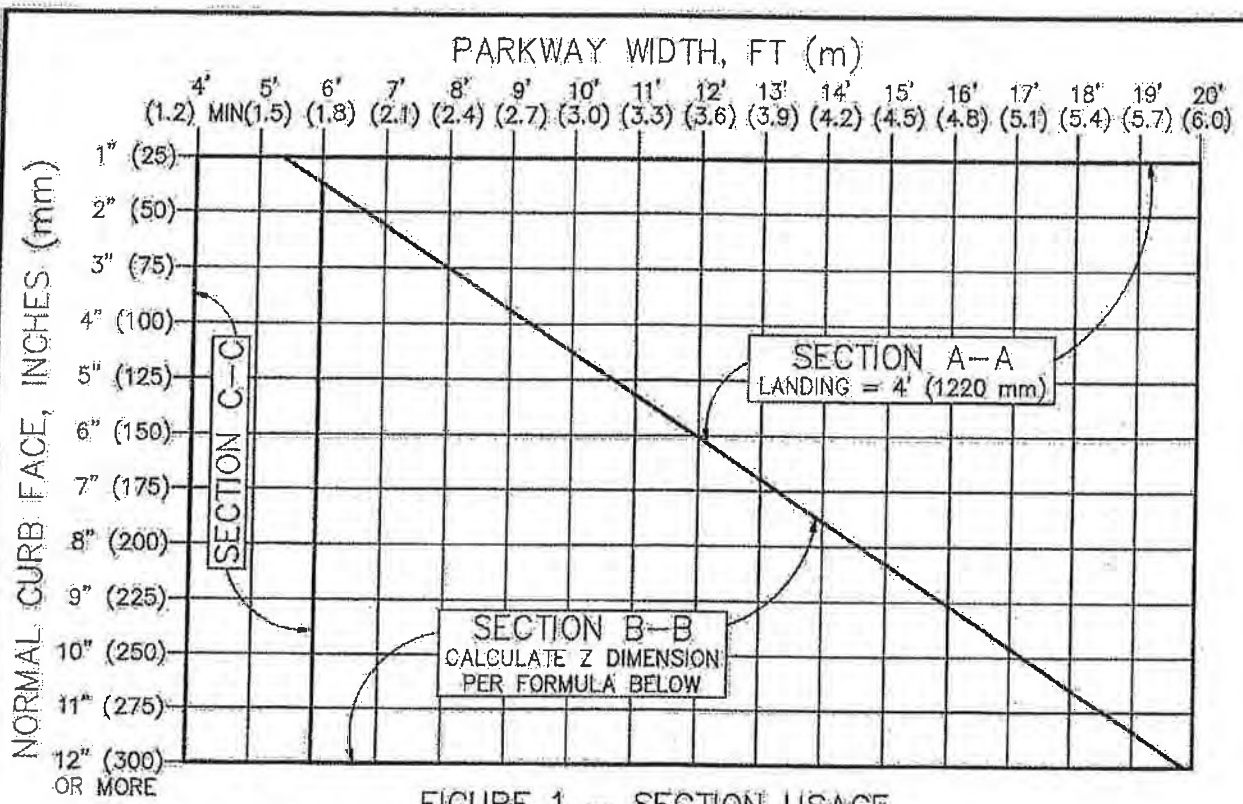 PARKWAY WIDTH, FT (m)
4' 5' 6' 7' 8' 9' 10' 11' 12' 13' 14' 15' 16' 17' 18' 19' 20'
(1.2) MIN(1.5) (1.8) (2.1) (2.4) (2.7) (3.0) (3.3) (3.6) (3.9) (4.2) (4.5) (4.8) (5.1) (5.4) (5.7) (6.0)
NORMAL CURB FACE, INCHES (mm)
1" (25)
2" (50)
3" (75)
4" (100)
5" (125)
6" (150)
7" (175)
8" (200)
9" (225)
10" (250)
11" (275)
12" (300)
OR MORE
SECTION C-C
SECTION A-A
LANDING = 4' (1220 mm)
SECTION B-B
CALCULATE Z DIMENSION
PER FORMULA BELOW
FIGURE 1 - SECTION USAGE